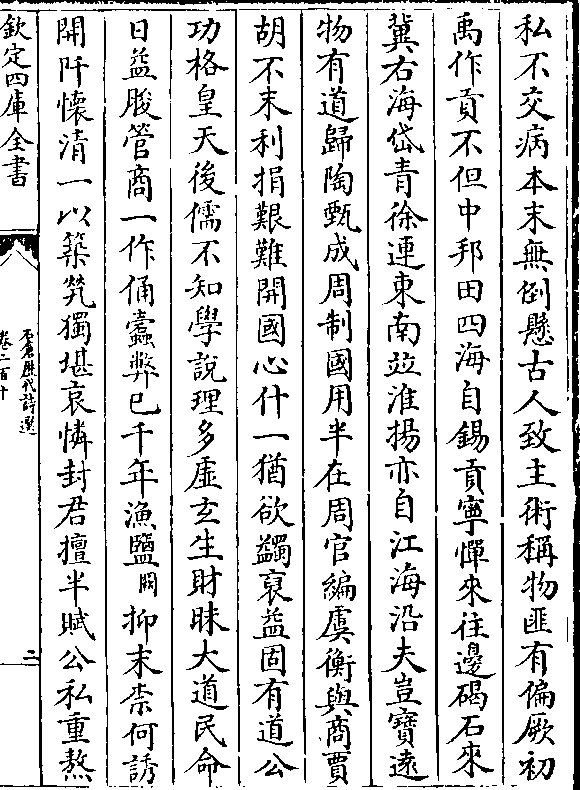 私不交病本末無倒懸古人致主術稱物匪有偏厥初
禹作貢不但中邦田四海自錫貢寧憚來往邊碣石來
冀右海岱青徐連東南並淮揚亦自江海沿夫豈寶遠
物有道歸陶甄成周制國用半在周官編虞衡與商賈
胡不末利捐艱難開國心什一猶欲蠲裒益固有道公
功格皇天後儒不知學說理多虛玄生財昧大道民命
日益朘管商一作俑蠹弊已千年漁鹽闕抑末柰何誘
開阡懷清一以築煢獨堪哀憐封君擅半賦公私重熬
欽定四庫全書
石倉歷代詩選
卷二百十
二